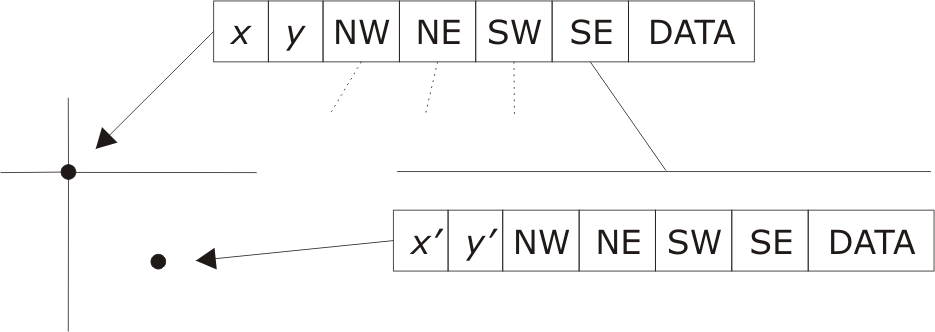 x y NW NE SW SE DATA
x′ y′ NW NE SW SE DATA